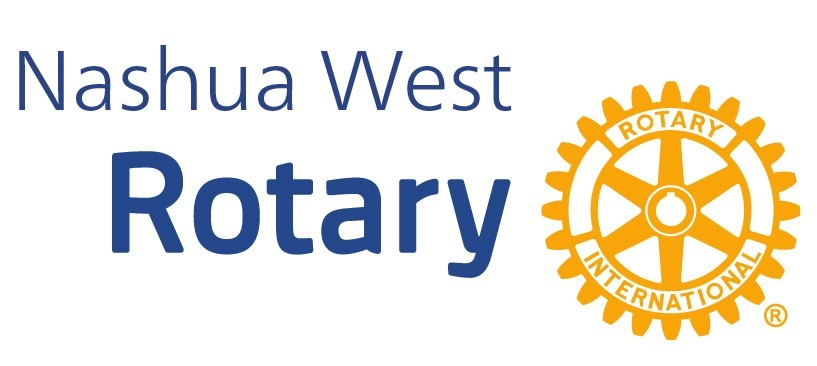 Nashua West
Rotary
ROTARY
INTERNATIONAL
®